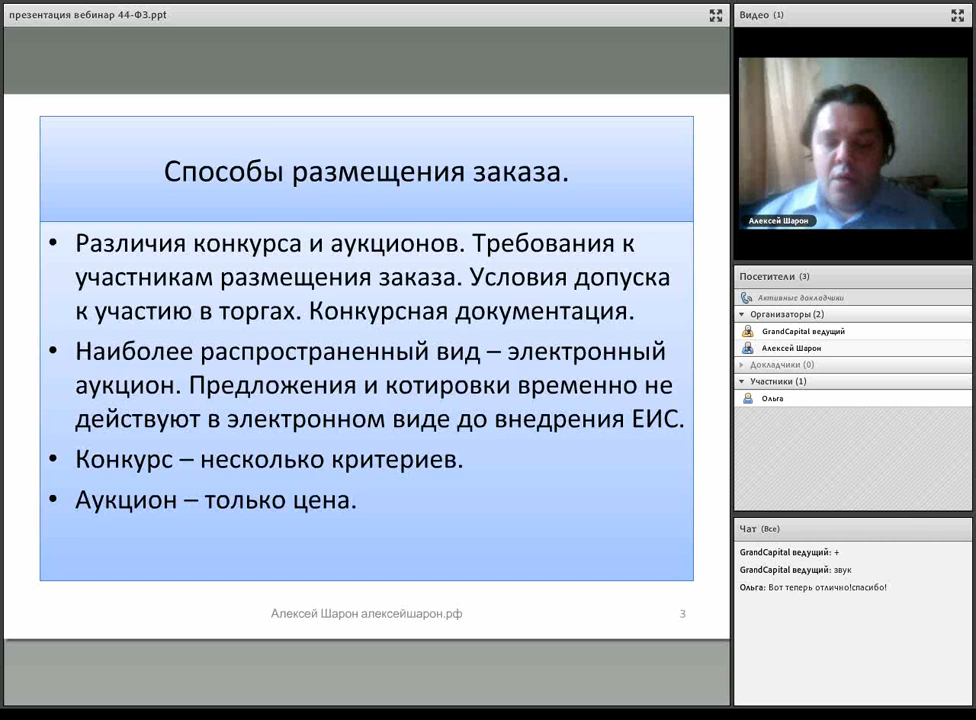 презентация вебинар 44-ФЗ.ppt
Способы размещения заказа.
• Различия конкурса и аукционов. Требования к
участникам размещения заказа. Условия допуска
к участию в торгах. Конкурсная документация.
• Наиболее распространенный вид – электронный
аукцион. Предложения и котировки временно не
действуют в электронном виде до внедрения ЕИС.
• Конкурс – несколько критериев.
• Аукцион – только цена.
Алексей Шарон алексейшарон.рф
3
Видео (1)
Алексей Шарон
Посетители (3)
Активные докладчики
Организаторы (2)
GrandCapital ведущий
Алексей Шарон
Докладчики (0)
Участники (1)
Ольга
Чат (Все)
GrandCapital ведущий: +
GrandCapital ведущий: звук
Ольга: Вот теперь отлично!спасибо!